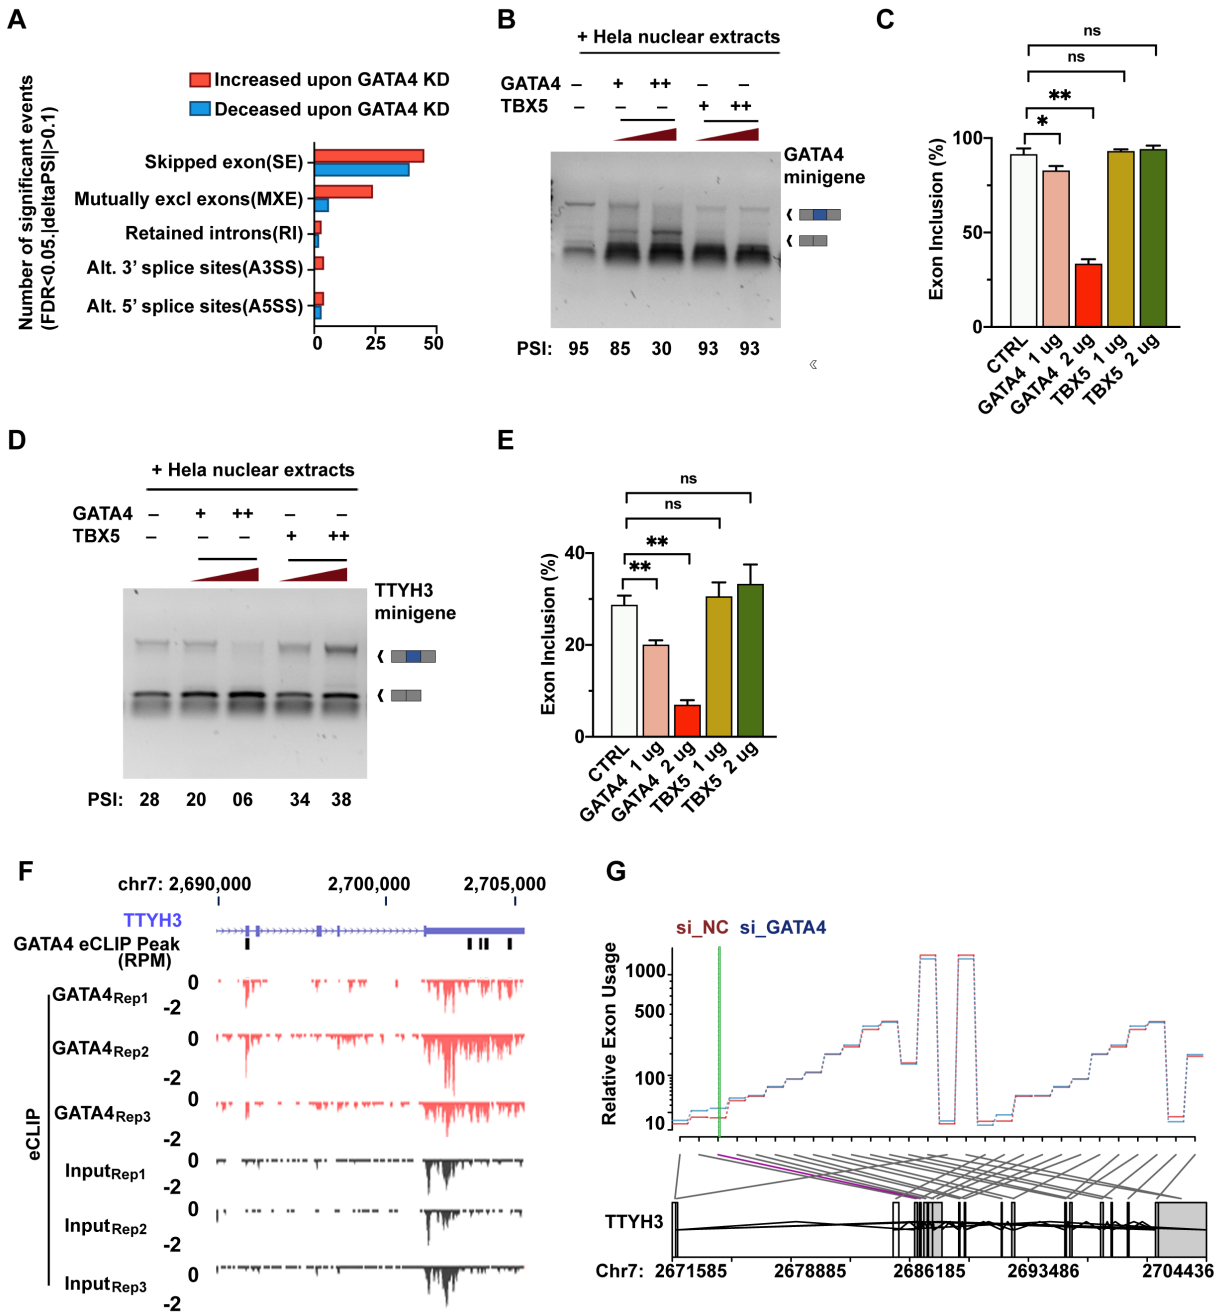 A
Increased upon GATA4 KD
Deceased upon GATA4 KD
Number of significant events
(FDR<0.05.|deltaPSI|>0.1)
Skipped exon(SE)
Mutually excl exons(MXE)
Retained introns(RI)
Alt. 3’ splice sites(A3SS)
Alt. 5’ splice sites(A5SS)
0 25 50
B
+ Hela nuclear extracts
GATA4 – + ++ – –
TBX5 – – – + ++
GATA4
minigene
PSI: 95 85 30 93 93
C
ns
ns
**
*
Exon Inclusion (%)
100
50
0
CTRL
GATA4 1 ug
GATA4 2 ug
TBX5 1 ug
TBX5 2 ug
D
+ Hela nuclear extracts
GATA4 – + ++ – –
TBX5 – – – + ++
TTYH3
minigene
PSI: 28 20 06 34 38
E
ns
ns
**
**
Exon Inclusion (%)
40
20
0
CTRL
GATA4 1 ug
GATA4 2 ug
TBX5 1 ug
TBX5 2 ug
F
chr7: 2,690,000 2,700,000 2,705,000
TTYH3
GATA4 eCLIP Peak
(RPM)
eCLIP
GATA4Rep1 0 -2
GATA4Rep2 0 -2
GATA4Rep3 0 -2
InputRep1 0 -2
InputRep2 0 -2
InputRep3 0 -2
G
si_NC si_GATA4
Relative Exon Usage
1000
500
100
10
TTYH3
Chr7: 2671585 2678885 2686185 2693486 2704436